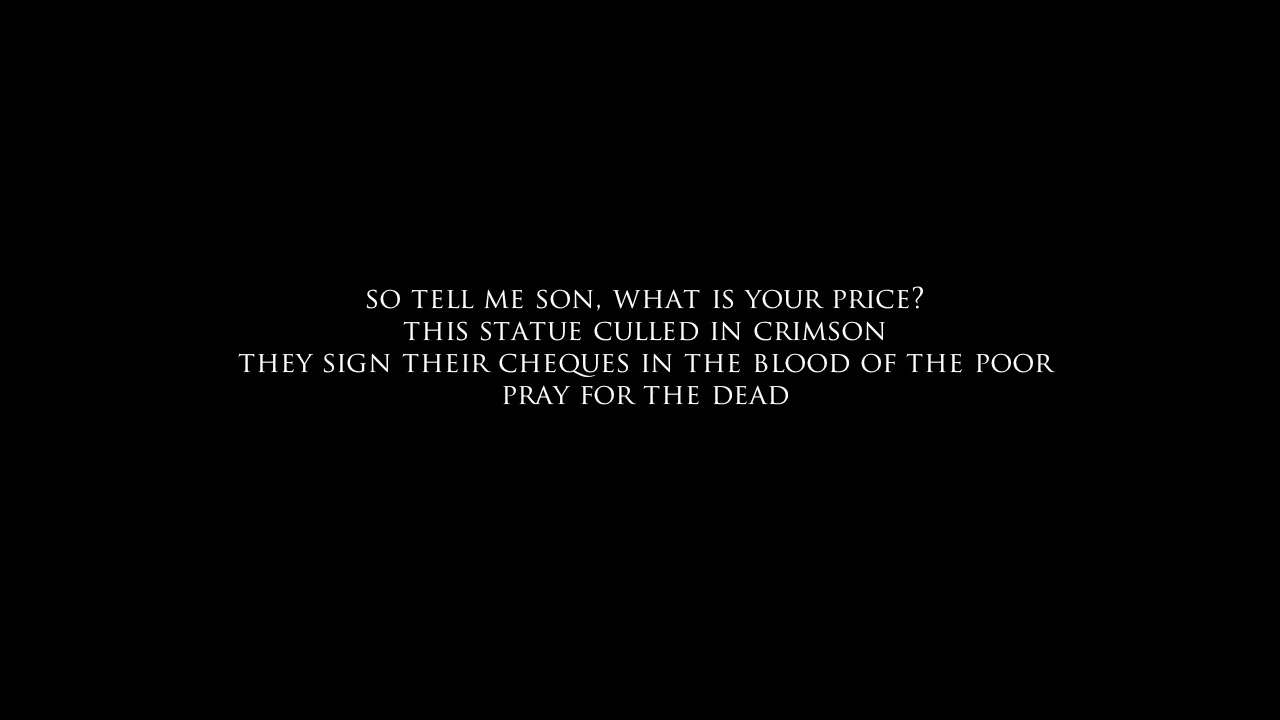 SO TELL ME SON, WHAT IS YOUR PRICE?
THIS STATUE CULLED IN CRIMSON
THEY SIGN THEIR CHEQUES IN THE BLOOD OF THE POOR
PRAY FOR THE DEAD